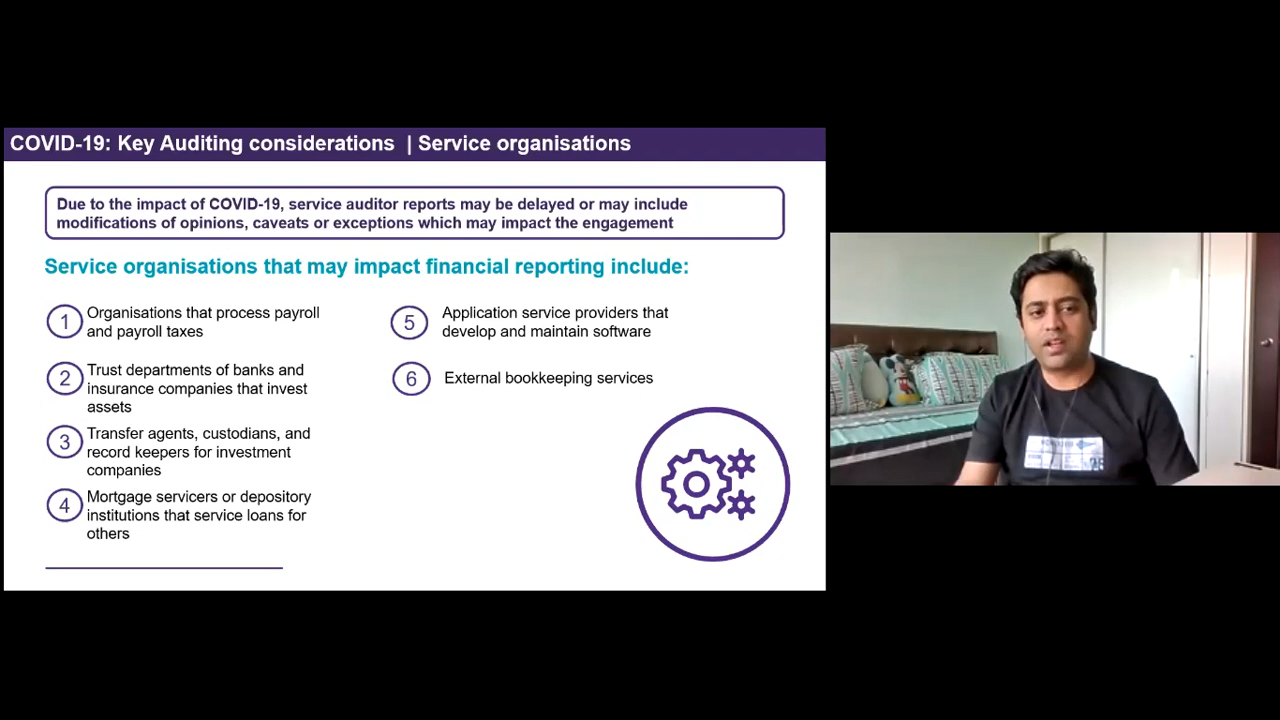 COVID-19: Key Auditing considerations | Service organisations
Due to the impact of COVID-19, service auditor reports may be delayed or may include
modifications of opinions, caveats or exceptions which may impact the engagement
Service organisations that may impact financial reporting include:
1
Organisations that process payroll
and payroll taxes
2
Trust departments of banks and
insurance companies that invest
assets
3
Transfer agents, custodians, and
record keepers for investment
companies
4
Mortgage servicers or depository
institutions that service loans for
others
5
Application service providers that
develop and maintain software
6
External bookkeeping services